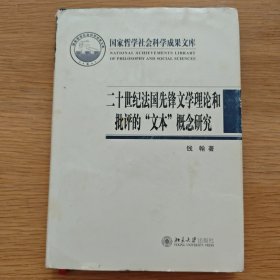 国家哲学社会科学成果文库
NATIONAL ACHIEVEMENTS LIBRARY
OF PHILOSOPHY AND SOCIAL SCIENCES
二十世纪法国先锋文学理论和
批评的“文本”概念研究
钱翰 著
北京大学出版社